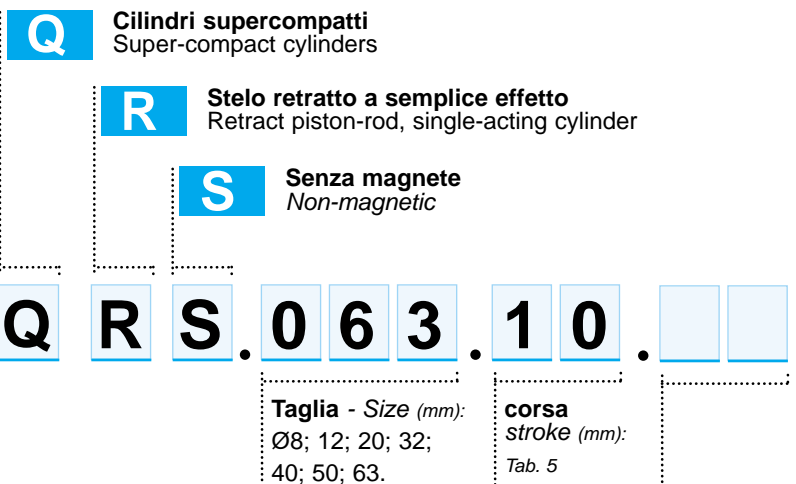 Q
Cilindri supercompatti
Super-compact cylinders
R
Stelo retratto a semplice effetto
Retract piston-rod, single-acting cylinder
S
Senza magnete
Non-magnetic
Q R S . 0 6 3 . 1 0 .
Taglia - Size (mm):
Ø8; 12; 20; 32;
40; 50; 63.
corsa
stroke (mm):
Tab. 5